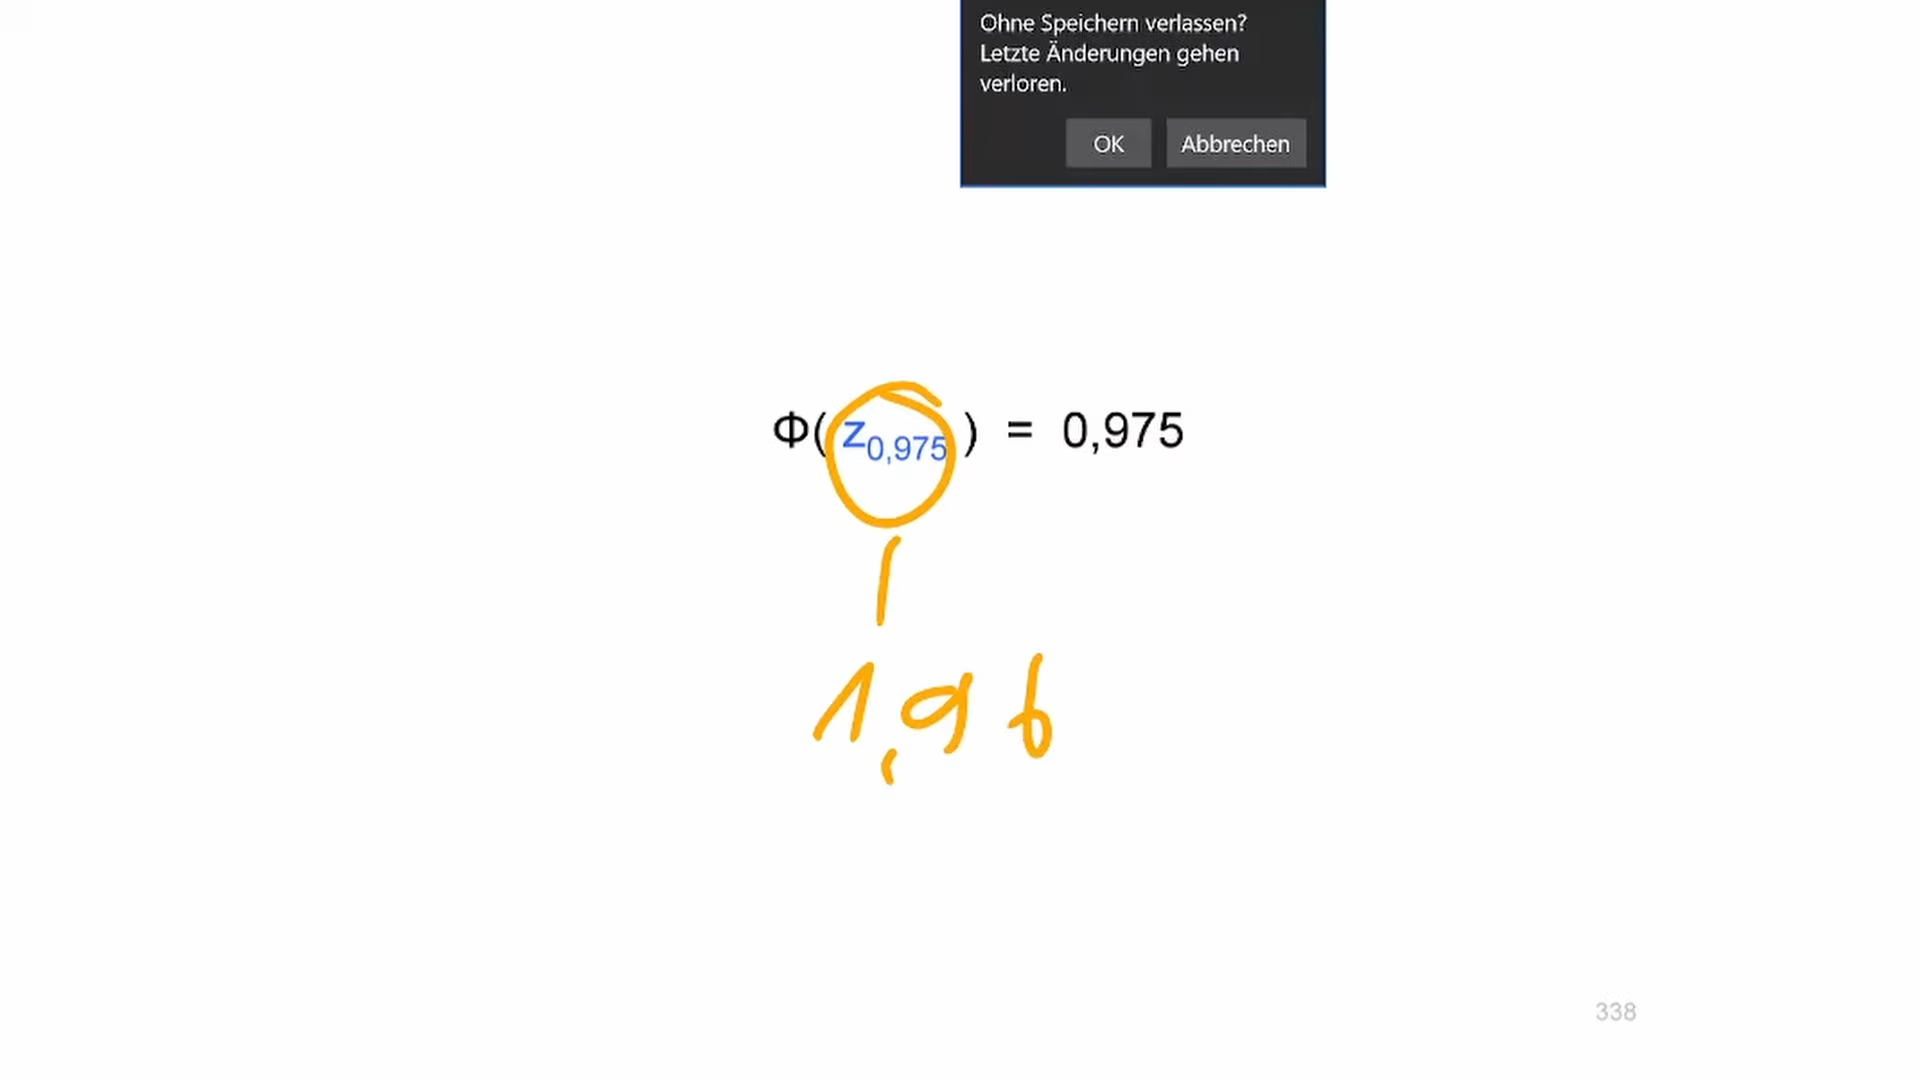 Ohne Speichern verlassen?
Letzte Änderungen gehen
verloren.
OK Abbrechen
Φ( z0,975 ) = 0,975
1,96
338